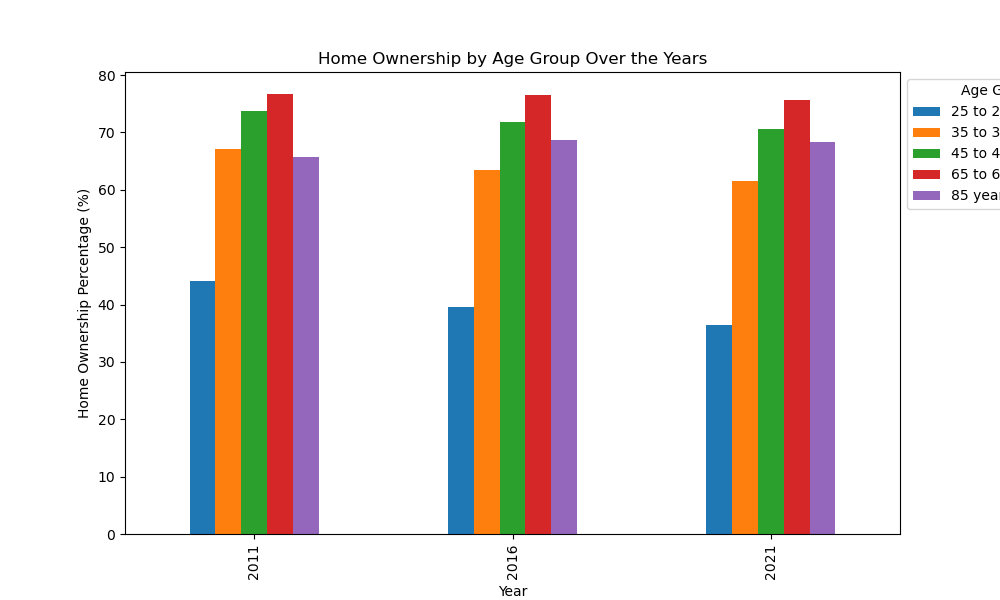 Home Ownership by Age Group Over the Years
Home Ownership Percentage (%)
80
70
60
50
40
30
20
10
0
2011
2016
2021
Year
Age G
25 to 2
35 to 3
45 to 4
65 to 6
85 year